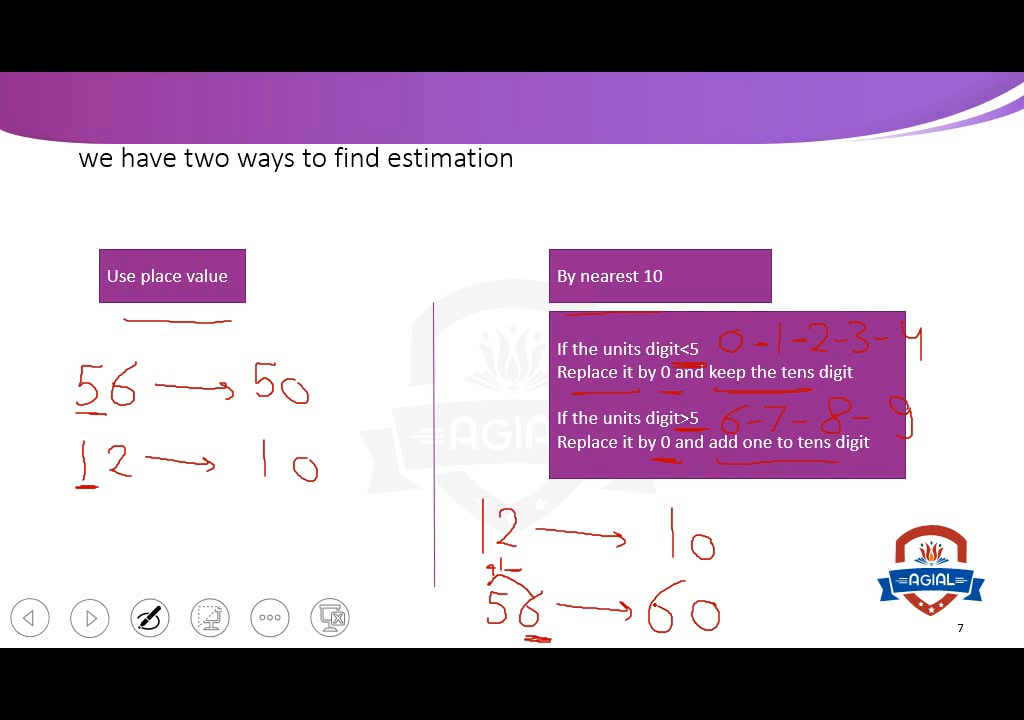 we have two ways to find estimation
Use place value
56 → 50
12 → 10
By nearest 10
If the units digit<5 0-1-2-3-4
Replace it by 0 and keep the tens digit
If the units digit>5 6-7-8-9
Replace it by 0 and add one to tens digit
12 → 10
+1
56 → 60
AGIAL
AGIAL
7